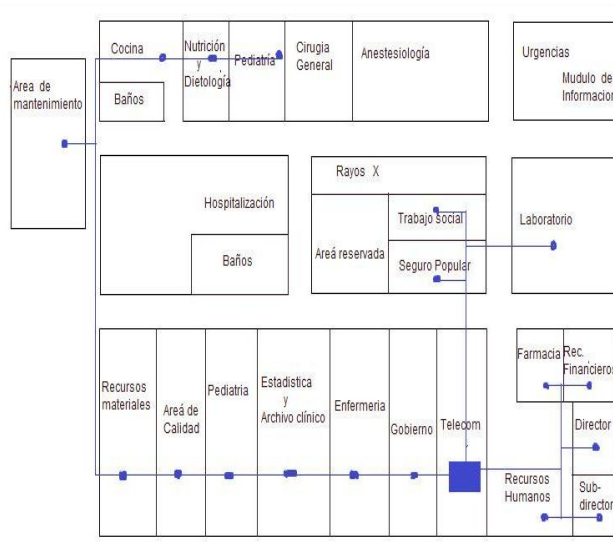 Area de
mantenimiento
Cocina
Baños
Nutrición
y
Dietología
Pediatría
Cirugia
General
Anestesiología
Urgencias
Mudulo de
Informacion
Hospitalización
Baños
Rayos X
Areá reservada
Trabajo social
Seguro Popular
Laboratorio
Recursos
materiales
Areá de
Calidad
Pediatria
Estadistica
y
Archivo clínico
Enfermeria
Gobierno
Telecom
Recursos
Humanos
Farmacia
Rec.
Financieros
Director
Sub-
director